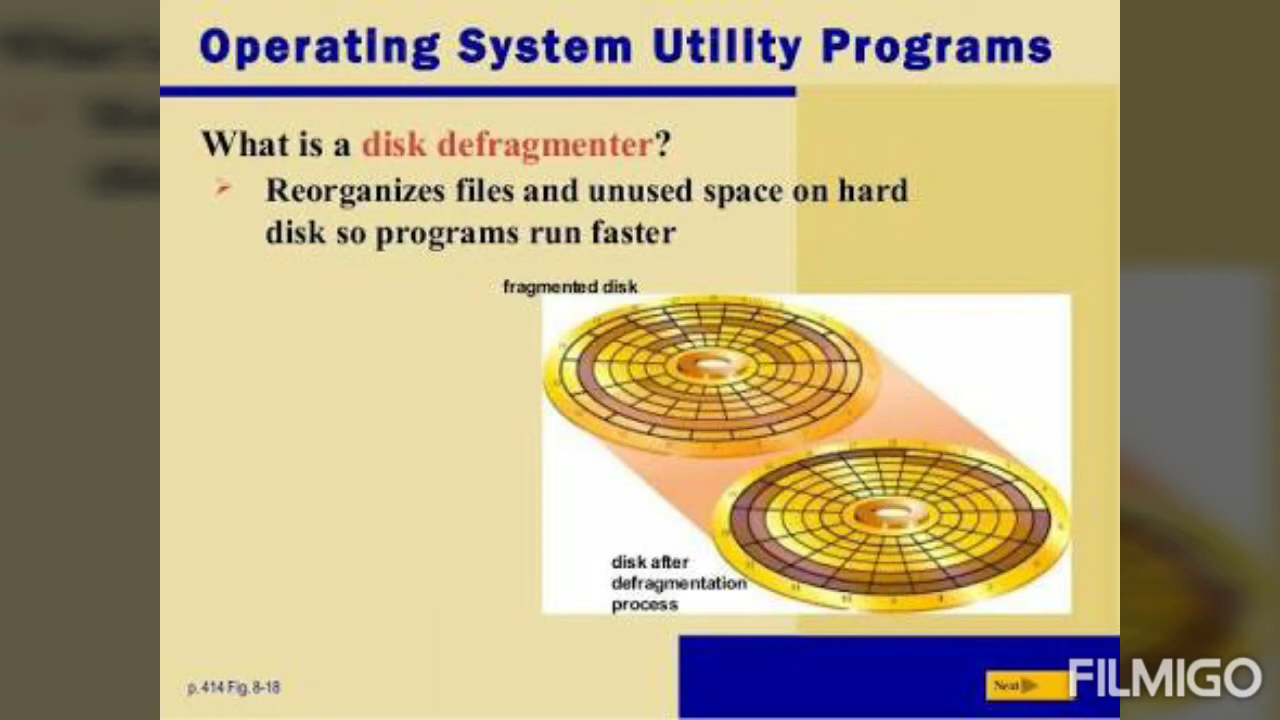 Operating System Utility Programs
What is a disk defragmenter?
Reorganizes files and unused space on hard
disk so programs run faster
fragmented disk
disk after
defragmentation
process
p. 414 Fig. 8-18
Next
FILMIGO